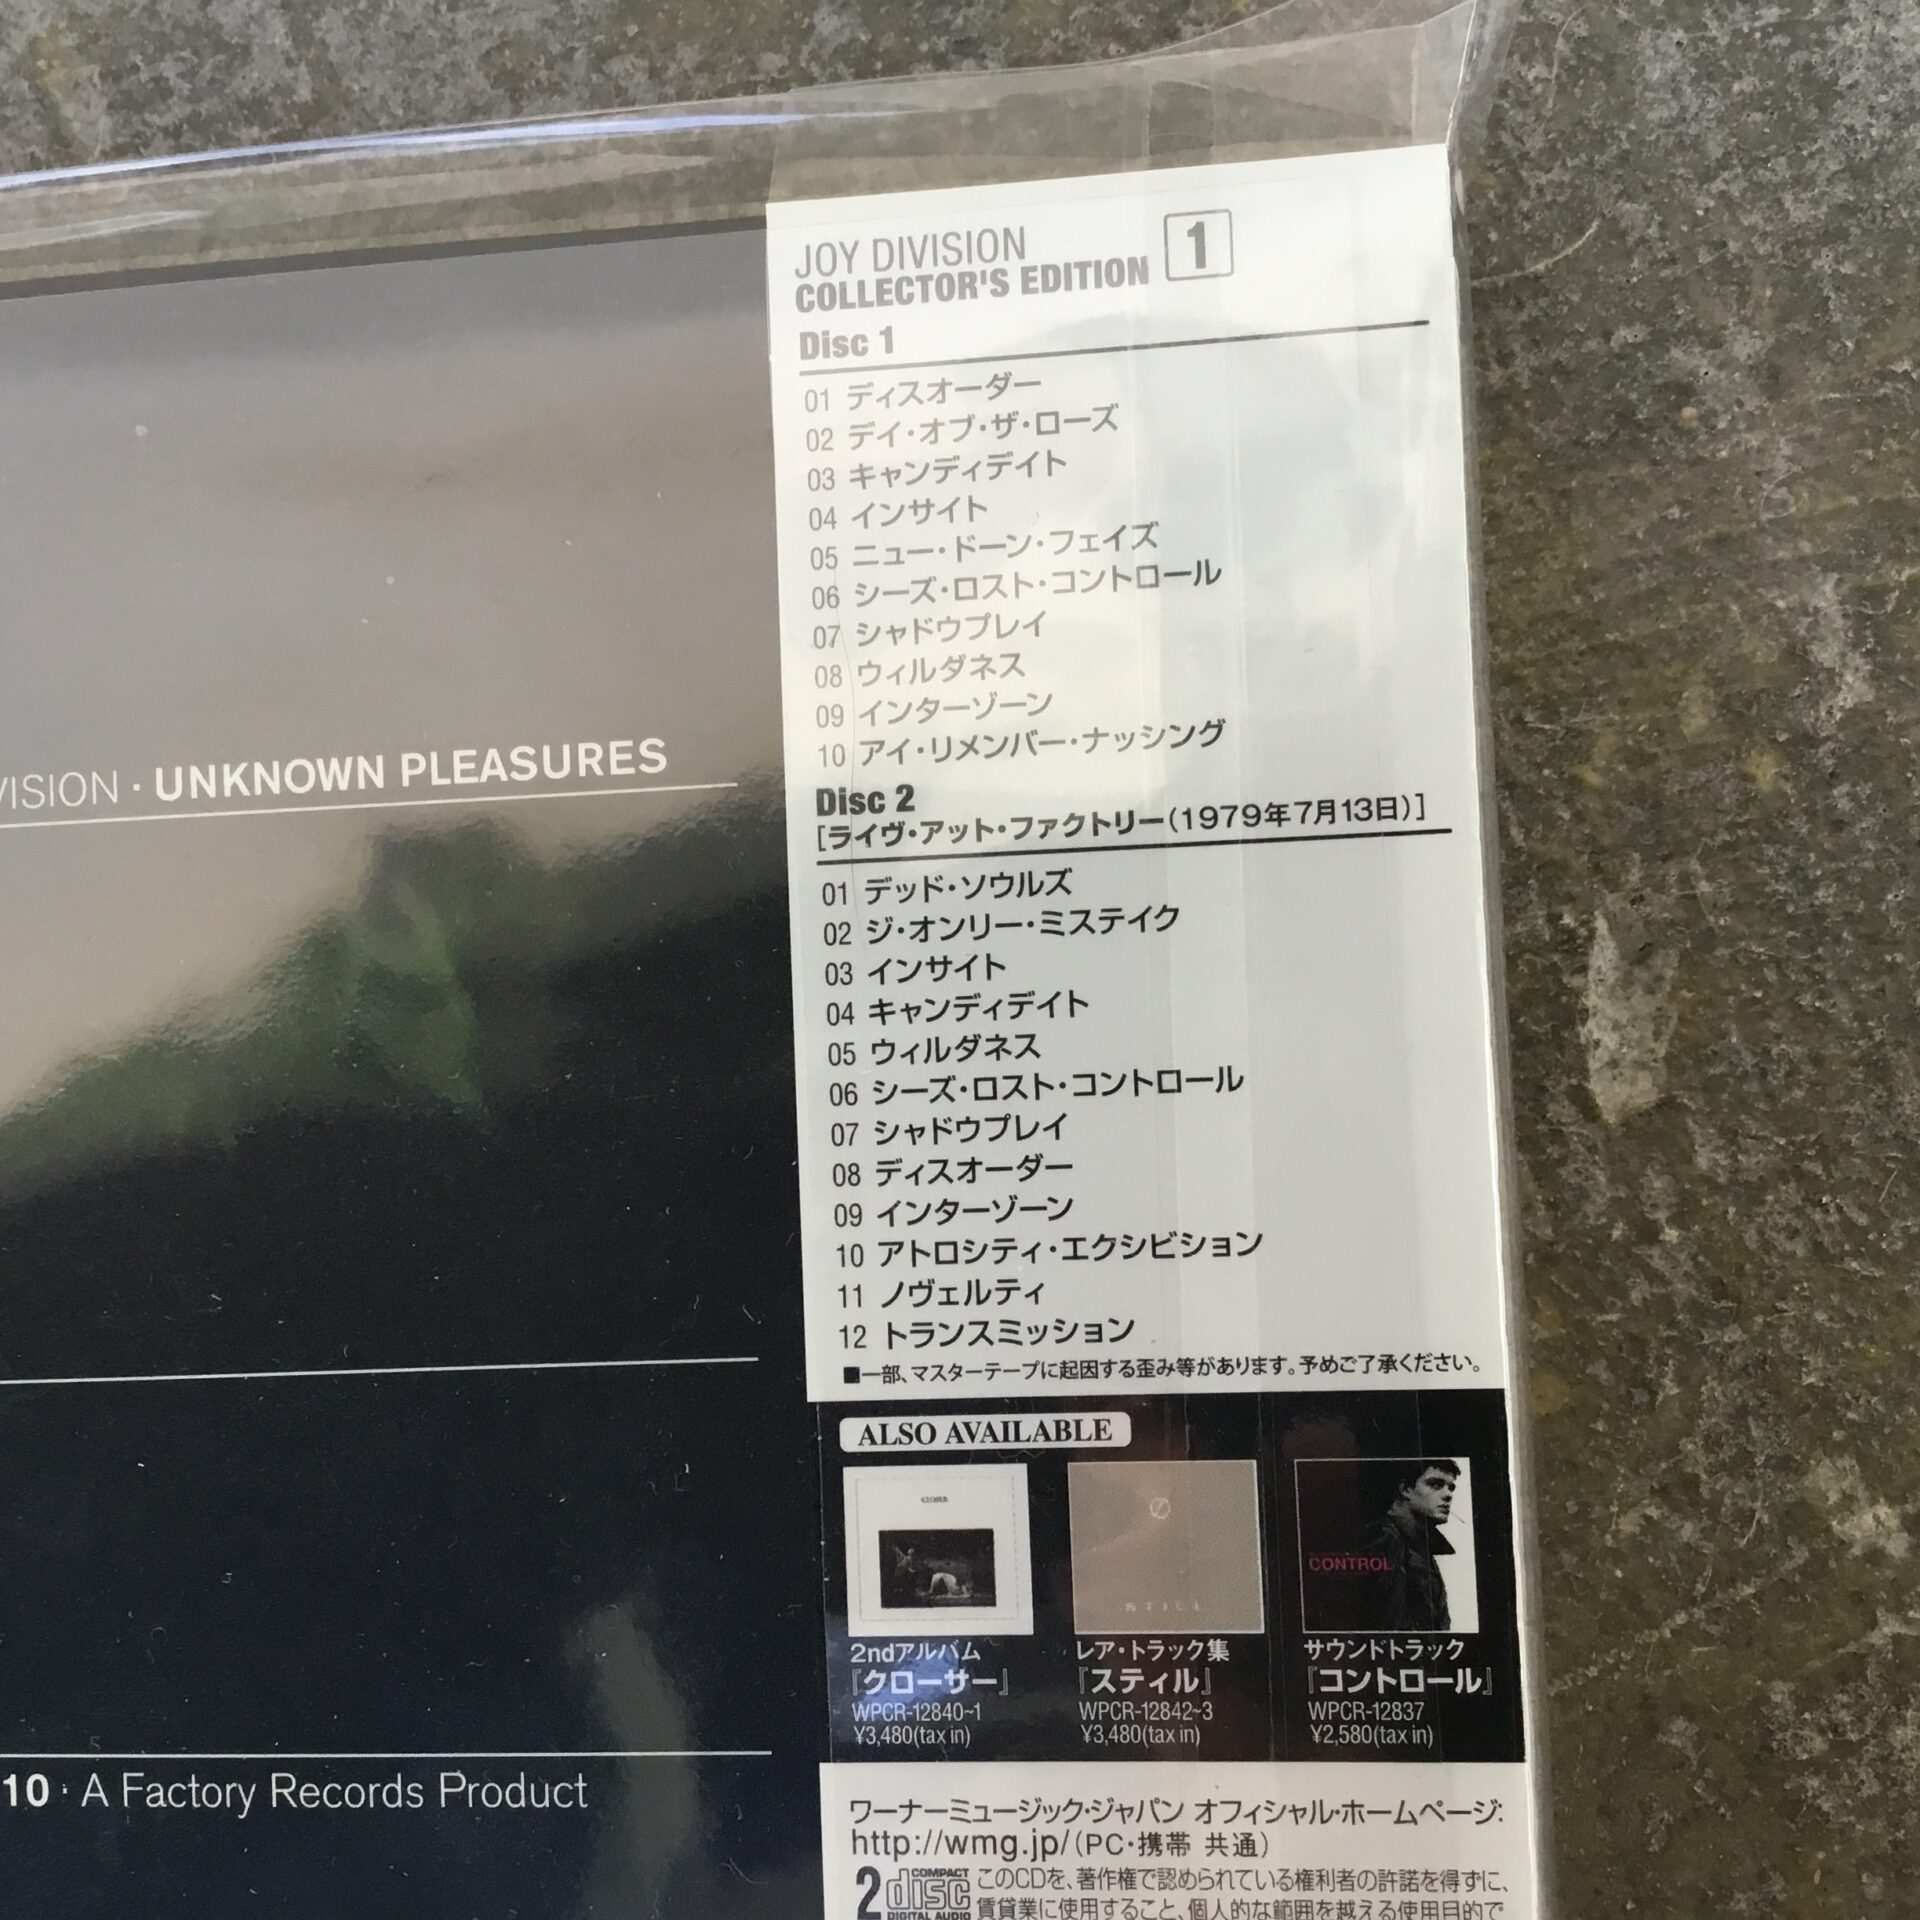 VISION · UNKNOWN PLEASURES
10 · A Factory Records Product
JOY DIVISION
COLLECTOR'S EDITION 1
Disc 1
01 ディスオーダー
02 デイ・オブ・ザ・ローズ
03 キャンディデイト
04 インサイト
05 ニュー・ドーン・フェイズ
06 シーズ・ロスト・コントロール
07 シャドウプレイ
08 ウィルダネス
09 インターゾーン
10 アイ・リメンバー・ナッシング
Disc 2
[ライヴ・アット・ファクトリー(1979年7月13日)]
01 デッド・ソウルズ
02 ジ・オンリー・ミステイク
03 インサイト
04 キャンディデイト
05 ウィルダネス
06 シーズ・ロスト・コントロール
07 シャドウプレイ
08 ディスオーダー
09 インターゾーン
10 アトロシティ・エクシビション
11 ノヴェルティ
12 トランスミッション
■一部、マスターテープに起因する歪み等があります。予めご了承ください。
ALSO AVAILABLE
CLOSER
STILL
CONTROL
2ndアルバム
『クローサー』
WPCR-12840~1
¥3,480(tax in)
レア・トラック集
『スティル』
WPCR-12842~3
¥3,480(tax in)
サウンドトラック
『コントロール』
WPCR-12837
¥2,580(tax in)
ワーナーミュージック・ジャパン オフィシャル・ホームページ:
http://wmg.jp/(PC・携帯 共通)
2 COMPACT disc DIGITAL AUDIO
このCDを、著作権で認められている権利者の許諾を得ずに、
賃貸業に使用すること、個人的な範囲を越える使用目的で